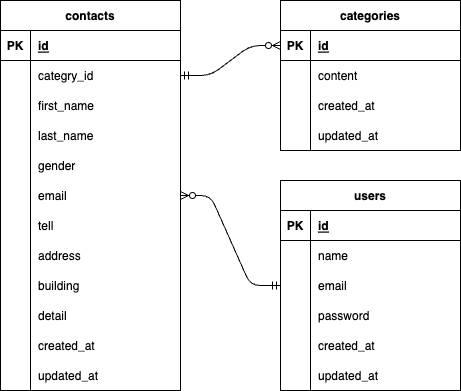 contacts
PK id
categry_id
first_name
last_name
gender
email
tell
address
building
detail
created_at
updated_at
categories
PK id
content
created_at
updated_at
users
PK id
name
email
password
created_at
updated_at